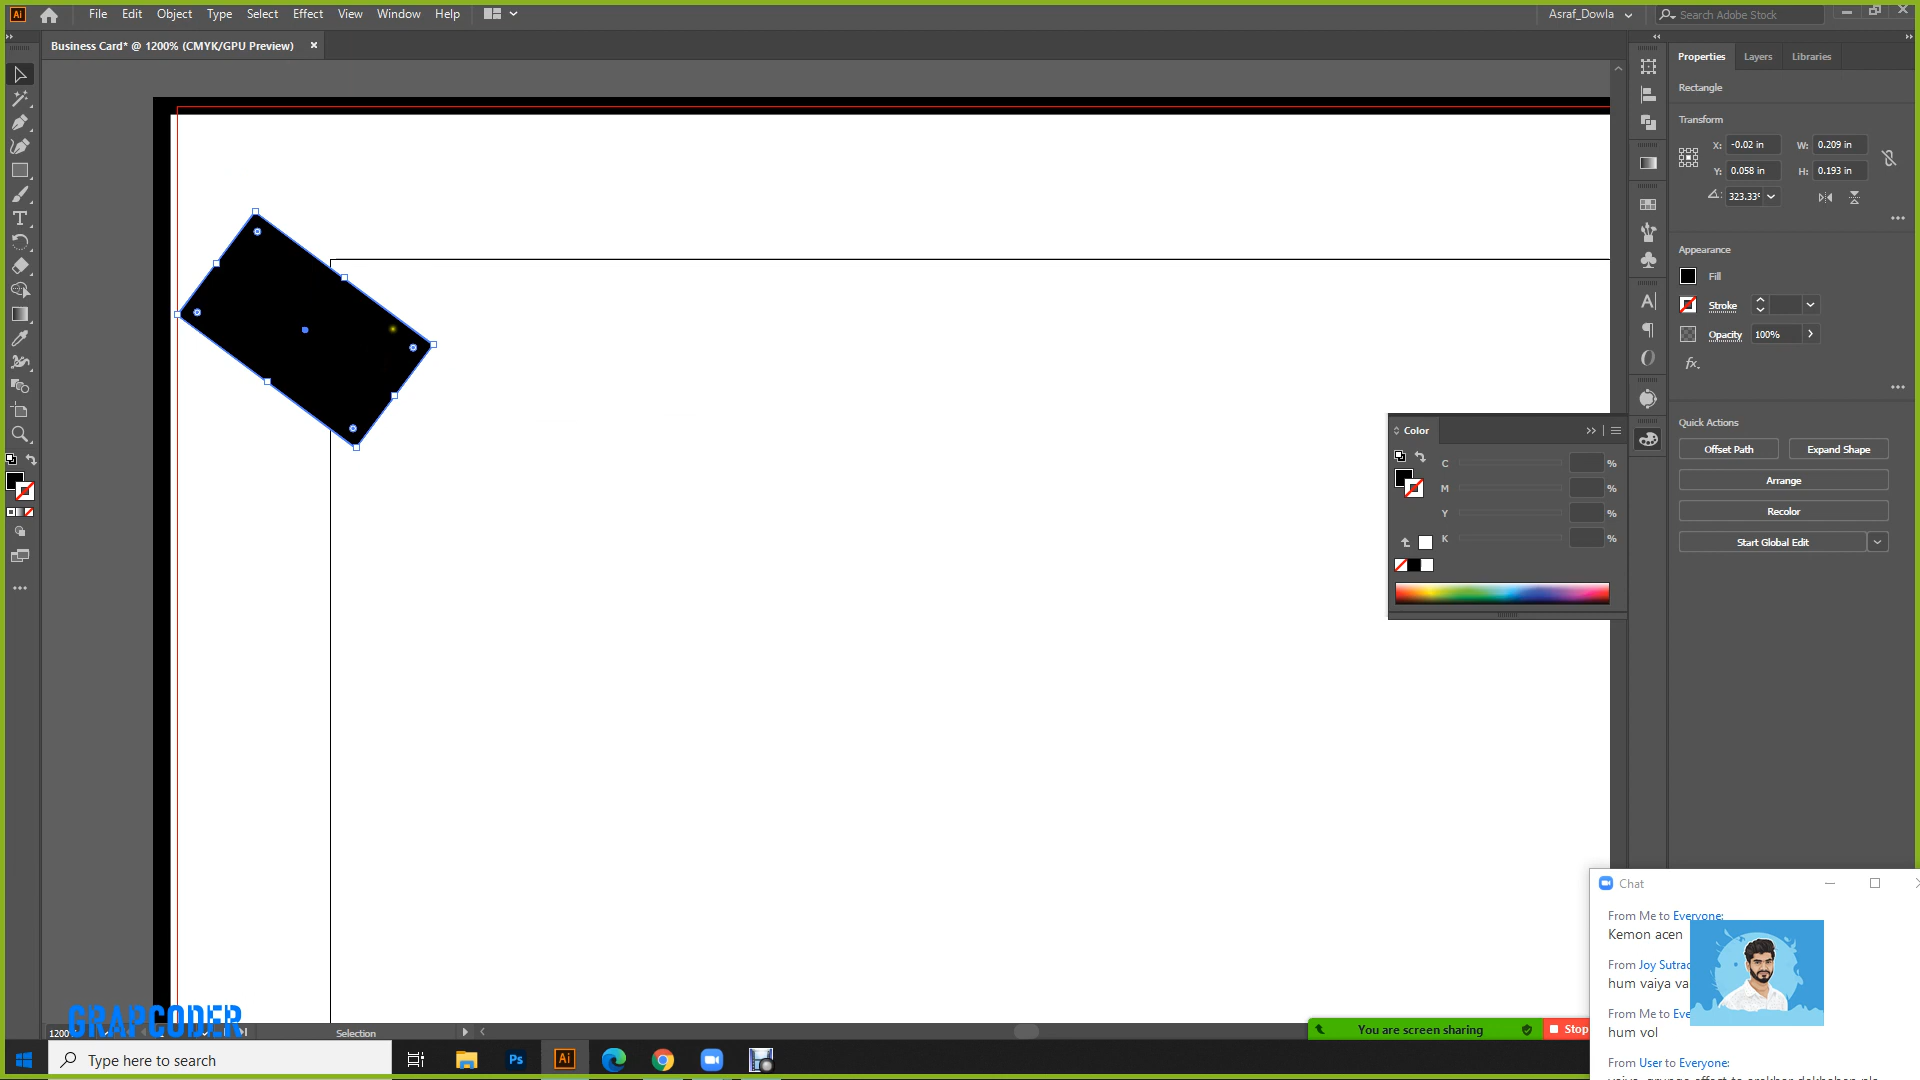 Ai File Edit Object Type Select Effect View Window Help Asraf_Dowla Search Adobe Stock
Business Card* @ 1200% (CMYK/GPU Preview) ×
Properties Layers Libraries
Rectangle
Transform
X: -0.02 in W: 0.209 in
Y: 0.058 in H: 0.193 in
323.33°
Appearance
Fill
Stroke
Opacity 100%
fx.
Quick Actions
Offset Path Expand Shape
Arrange
Recolor
Start Global Edit
Color
C %
M %
Y %
K %
Chat
From Me to Everyone:
Kemon acen
From Joy Sutrad
hum vaiya va
From Me to Eve
hum vol
From User to Everyone:
GRAPCODER
1200
Selection
You are screen sharing
Stop
Type here to search
Ps
Ai